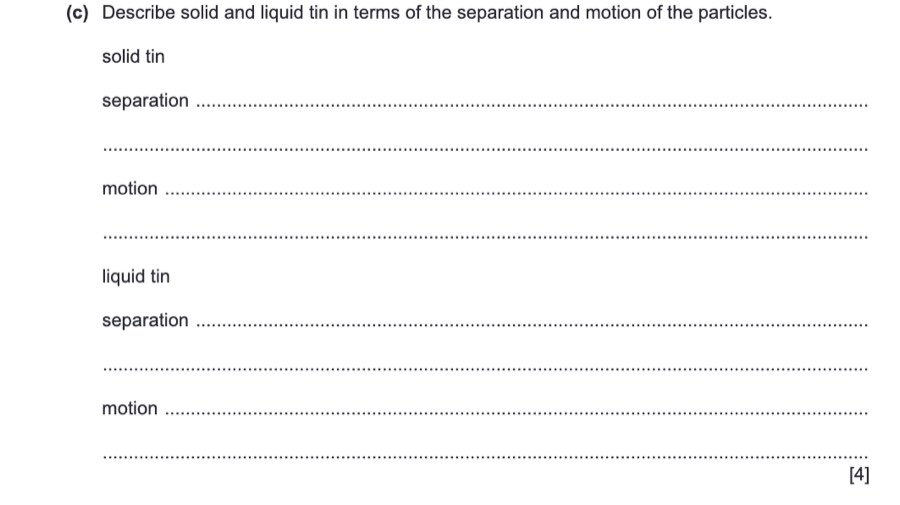 (c) Describe solid and liquid tin in terms of the separation and motion of the particles.
solid tin
separation ................................................................................................................................
................................................................................................................................................
motion ......................................................................................................................................
................................................................................................................................................
liquid tin
separation ................................................................................................................................
................................................................................................................................................
motion ......................................................................................................................................
................................................................................................................................................
[4]